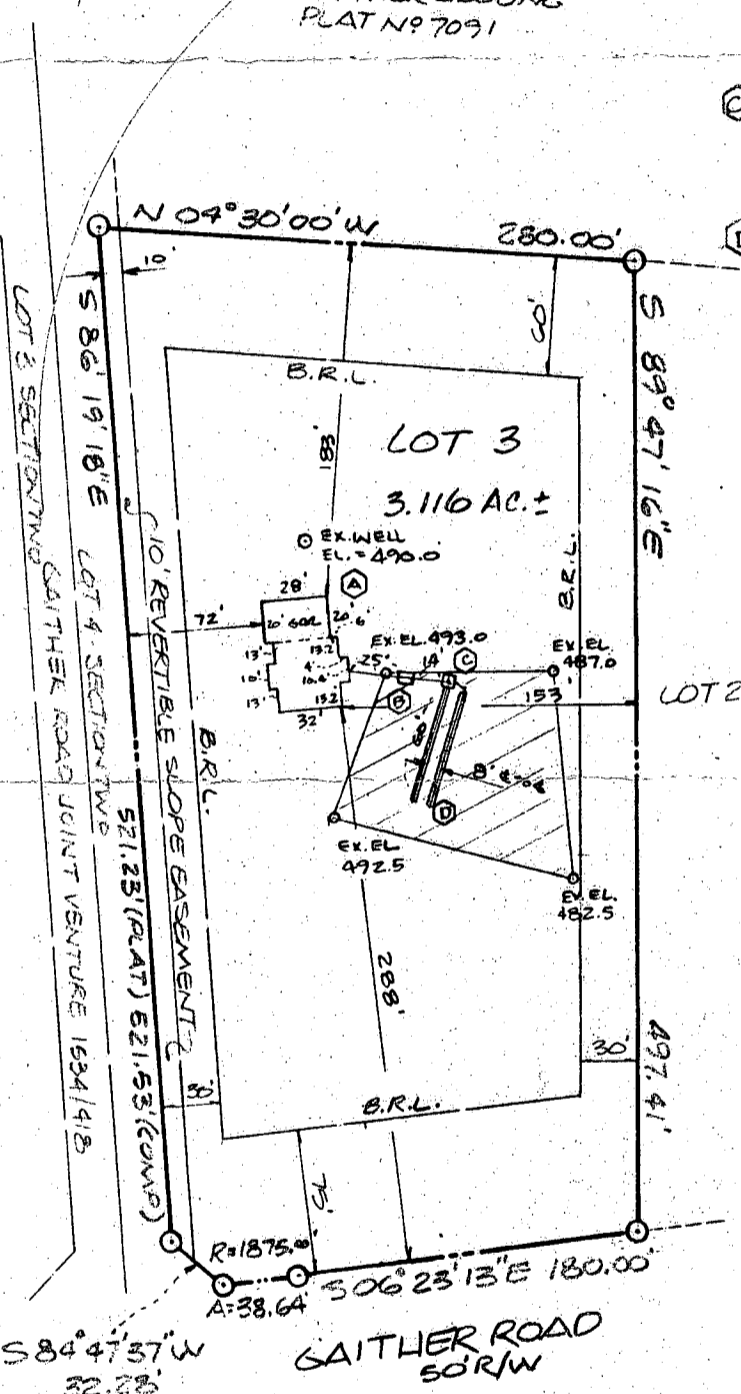 PLAT Nº 7091
N 04° 30' 00" W
280.00'
10'
S 86° 19' 18" E
S 89° 47' 16" E
60'
B.R.L.
LOT 3
3.116 AC.±
183'
EX. WELL
EL. = 490.0
B.R.L.
28'
A
72'
20'
GAR.
20'
6'
13'
13.2'
4'
10'
10.4'
13'
13.2'
32'
EX. EL. 493.0
25'
14'
C
B
EX. EL.
487.0
153'
LOT 2
60'
8'
D
EX. EL.
492.5
EX. EL.
482.5
288'
LOT 3 SECTION TWO
LOT 4 SECTION TWO
GAITHER ROAD JOINT VENTURE 1534/418
10' REVERTIBLE SLOPE EASEMENT
B.R.L.
521.23' (PLAT) 521.53' (COMP)
30'
30'
497.41'
B.R.L.
75'
R=1875.00'
A=38.64'
S 06° 23' 13" E 180.00'
S 84° 47' 37" W
32.23'
GAITHER ROAD
50' R/W